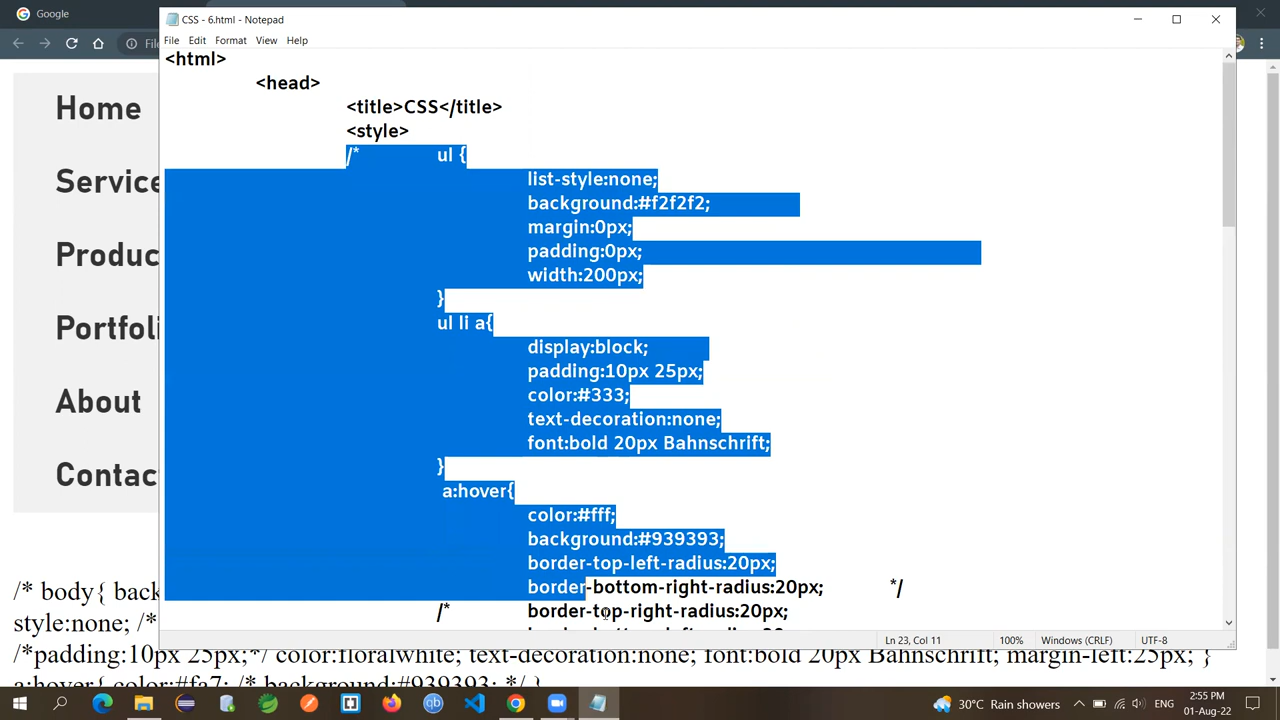 Google
CSS - 6.html - Notepad
File Edit Format View Help
<html>
<head>
<title>CSS</title>
<style>
/* ul {
list-style:none;
background:#f2f2f2;
margin:0px;
padding:0px;
width:200px;
}
ul li a{
display:block;
padding:10px 25px;
color:#333;
text-decoration:none;
font:bold 20px Bahnschrift;
}
a:hover{
color:#fff;
background:#939393;
border-top-left-radius:20px;
border-bottom-right-radius:20px; */
/* border-top-right-radius:20px;
Ln 23, Col 11 100% Windows (CRLF) UTF-8
Home
Service
Produc
Portfoli
About
Contac
/* body{ back
style:none; /*
/*padding:10px 25px;*/ color:floralwhite; text-decoration:none; font:bold 20px Bahnschrift; margin-left:25px; }
a:hover{ color:#fa7; /* background:#939393; */ }
30°C Rain showers ENG 2:55 PM
01-Aug-22